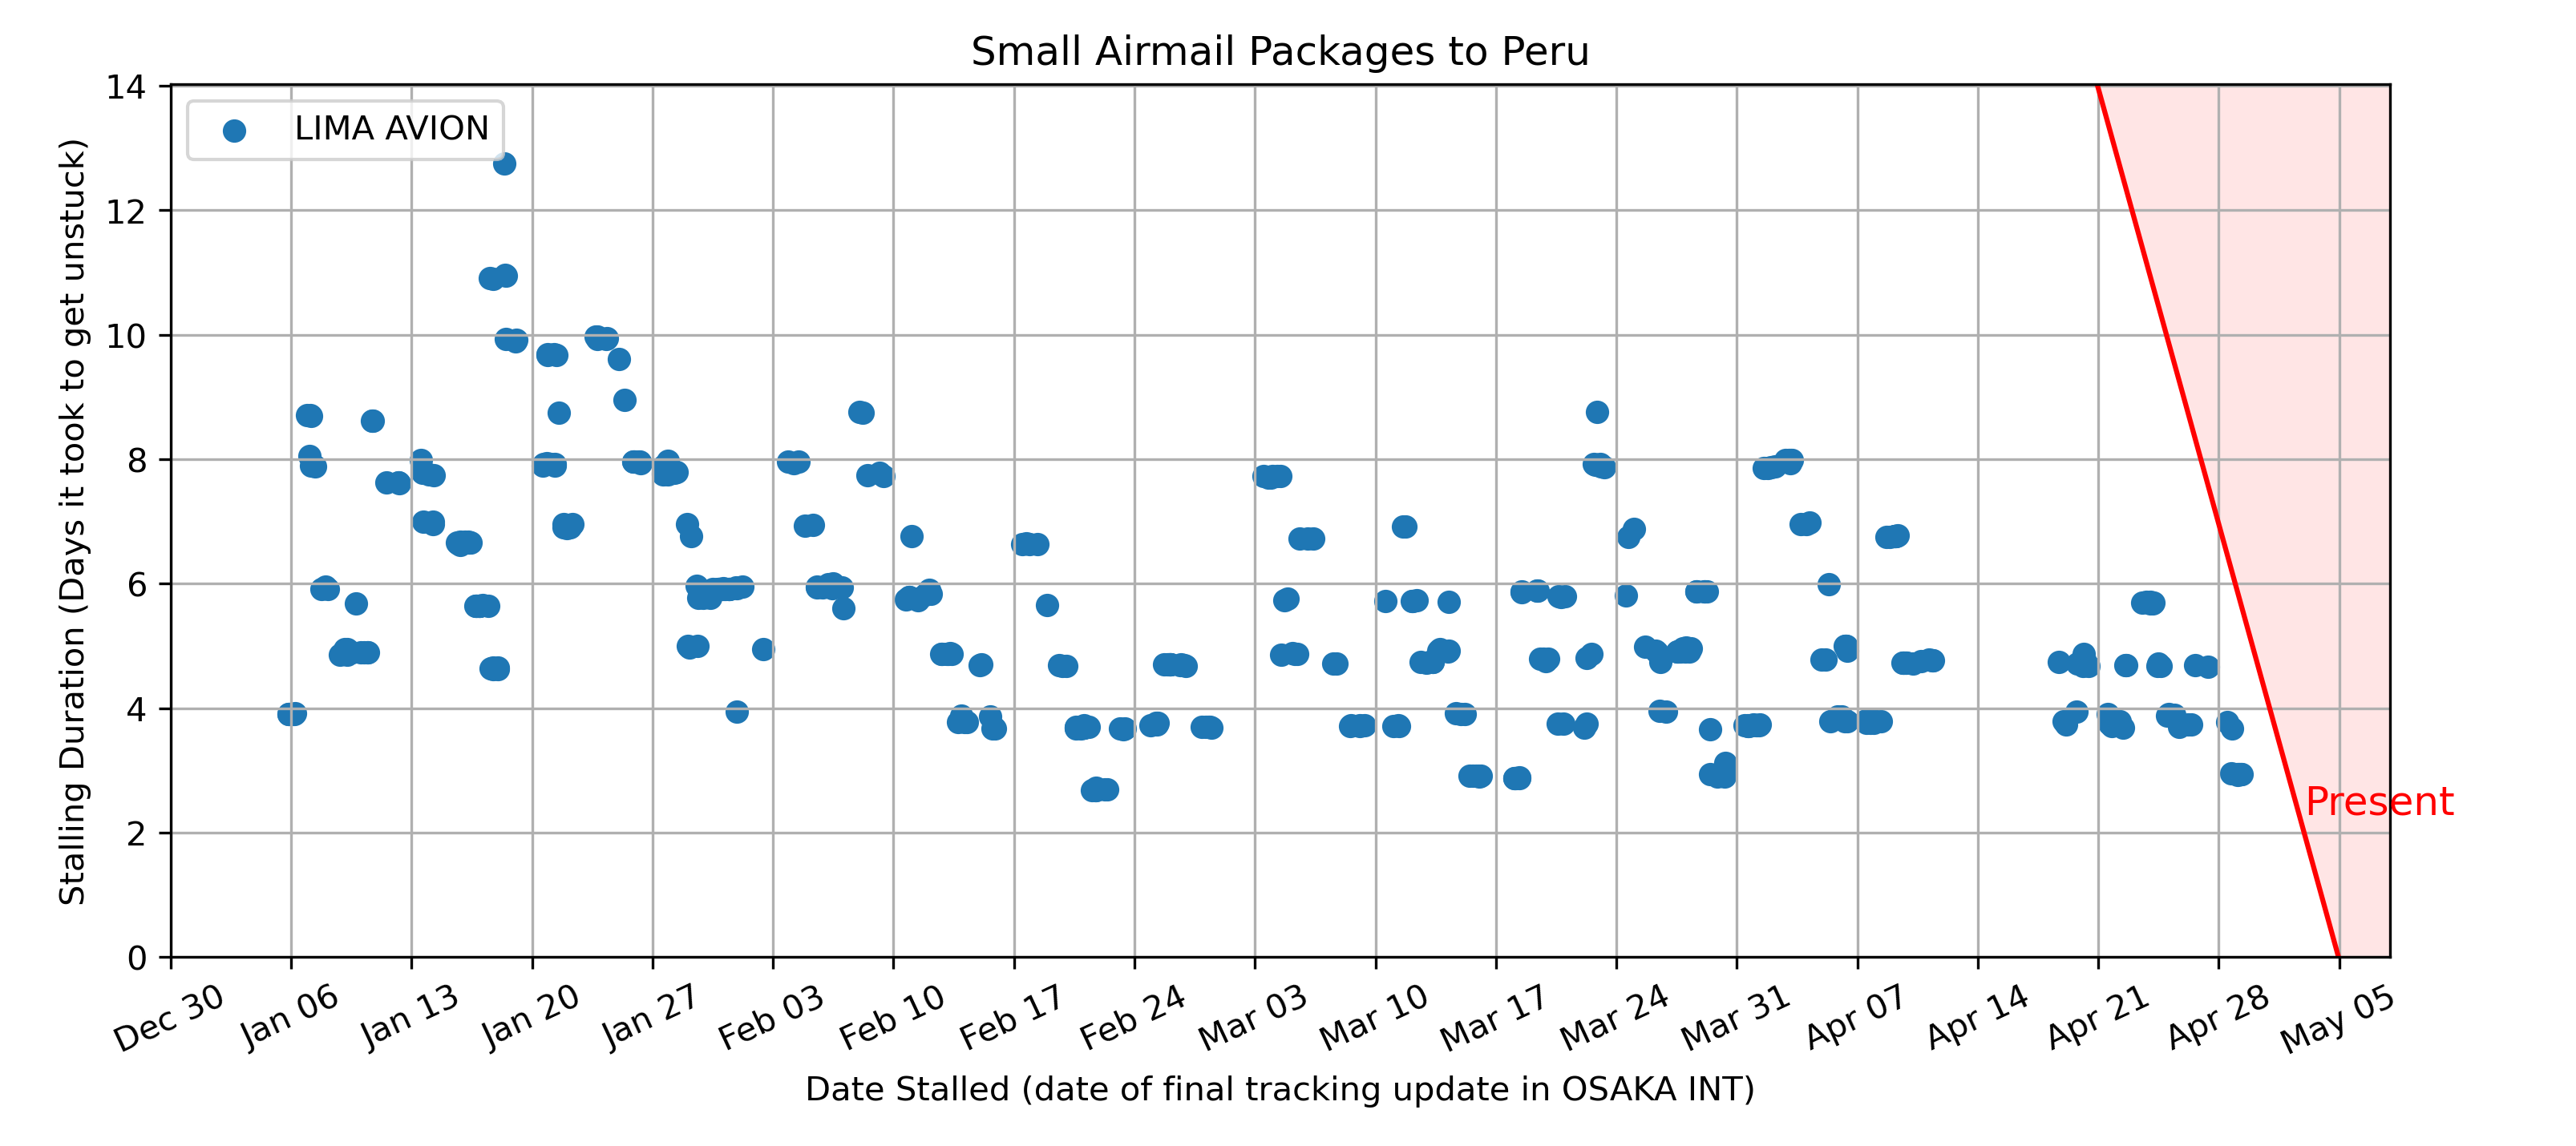 Small Airmail Packages to Peru
LIMA AVION
Stalling Duration (Days it took to get unstuck)
14
12
10
8
6
4
2
0
Present
Dec 30
Jan 06
Jan 13
Jan 20
Jan 27
Feb 03
Feb 10
Feb 17
Feb 24
Mar 03
Mar 10
Mar 17
Mar 24
Mar 31
Apr 07
Apr 14
Apr 21
Apr 28
May 05
Date Stalled (date of final tracking update in OSAKA INT)